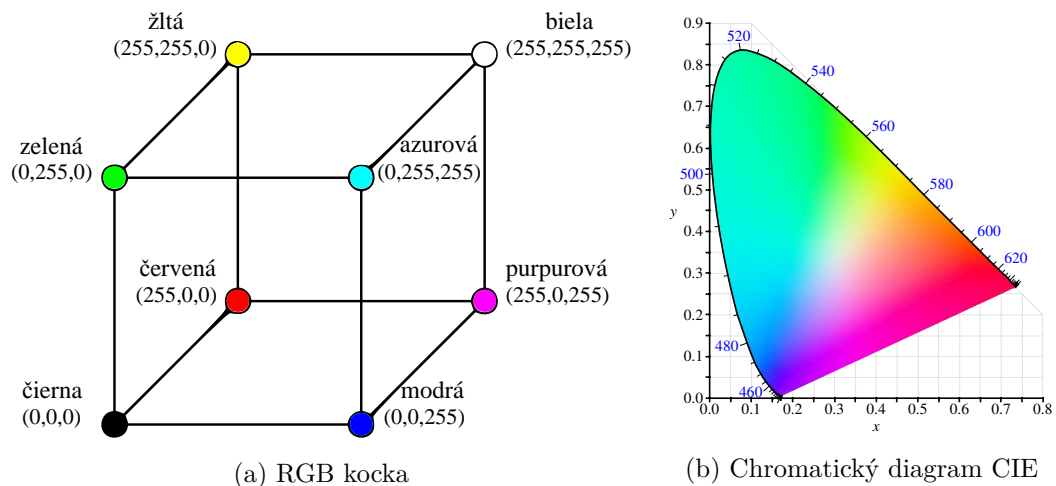 žltá
(255,255,0)
biela
(255,255,255)
zelená
(0,255,0)
azurová
(0,255,255)
červená
(255,0,0)
purpurová
(255,0,255)
čierna
(0,0,0)
modrá
(0,0,255)
(a) RGB kocka
0.9
0.8
0.7
0.6
0.5
0.4
0.3
0.2
0.1
0.0
y
520
540
560
500
580
600
620
480
460
0.0 0.1 0.2 0.3 0.4 0.5 0.6 0.7 0.8
x
(b) Chromatický diagram CIE